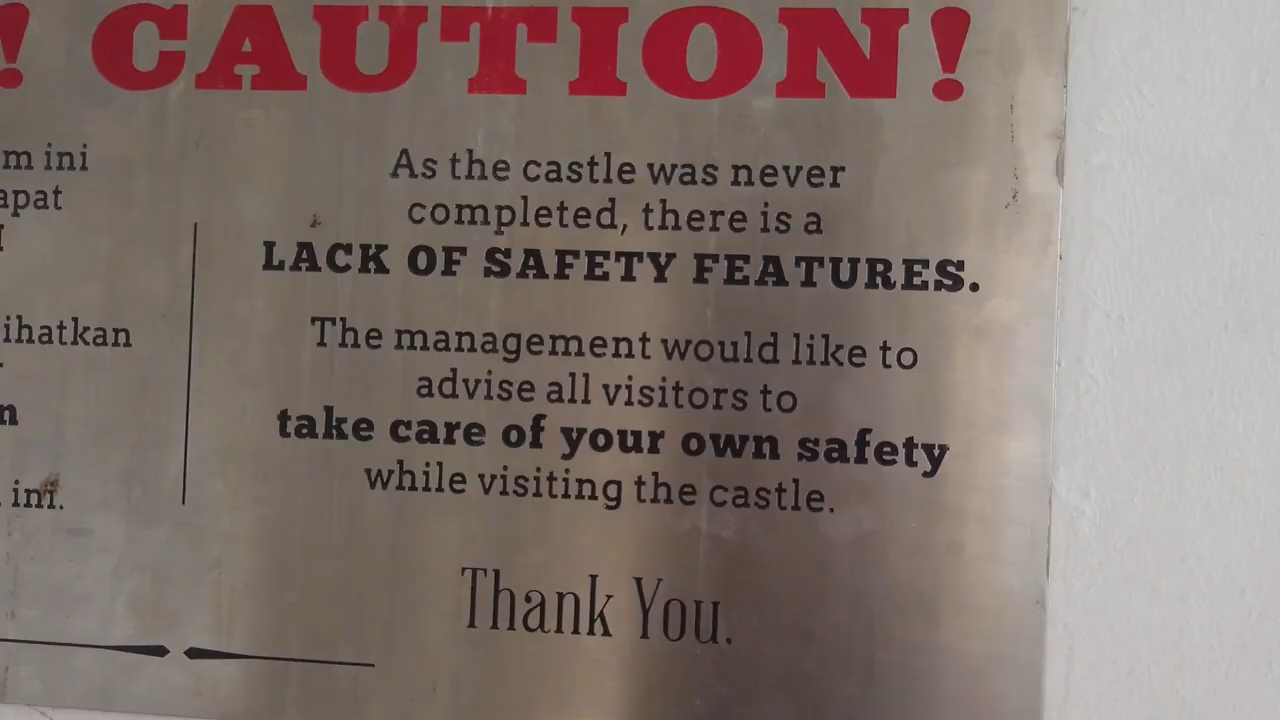 ! CAUTION!
m ini
apat
ihatkan
n
ini.
As the castle was never
completed, there is a
LACK OF SAFETY FEATURES.
The management would like to
advise all visitors to
take care of your own safety
while visiting the castle.
Thank You.